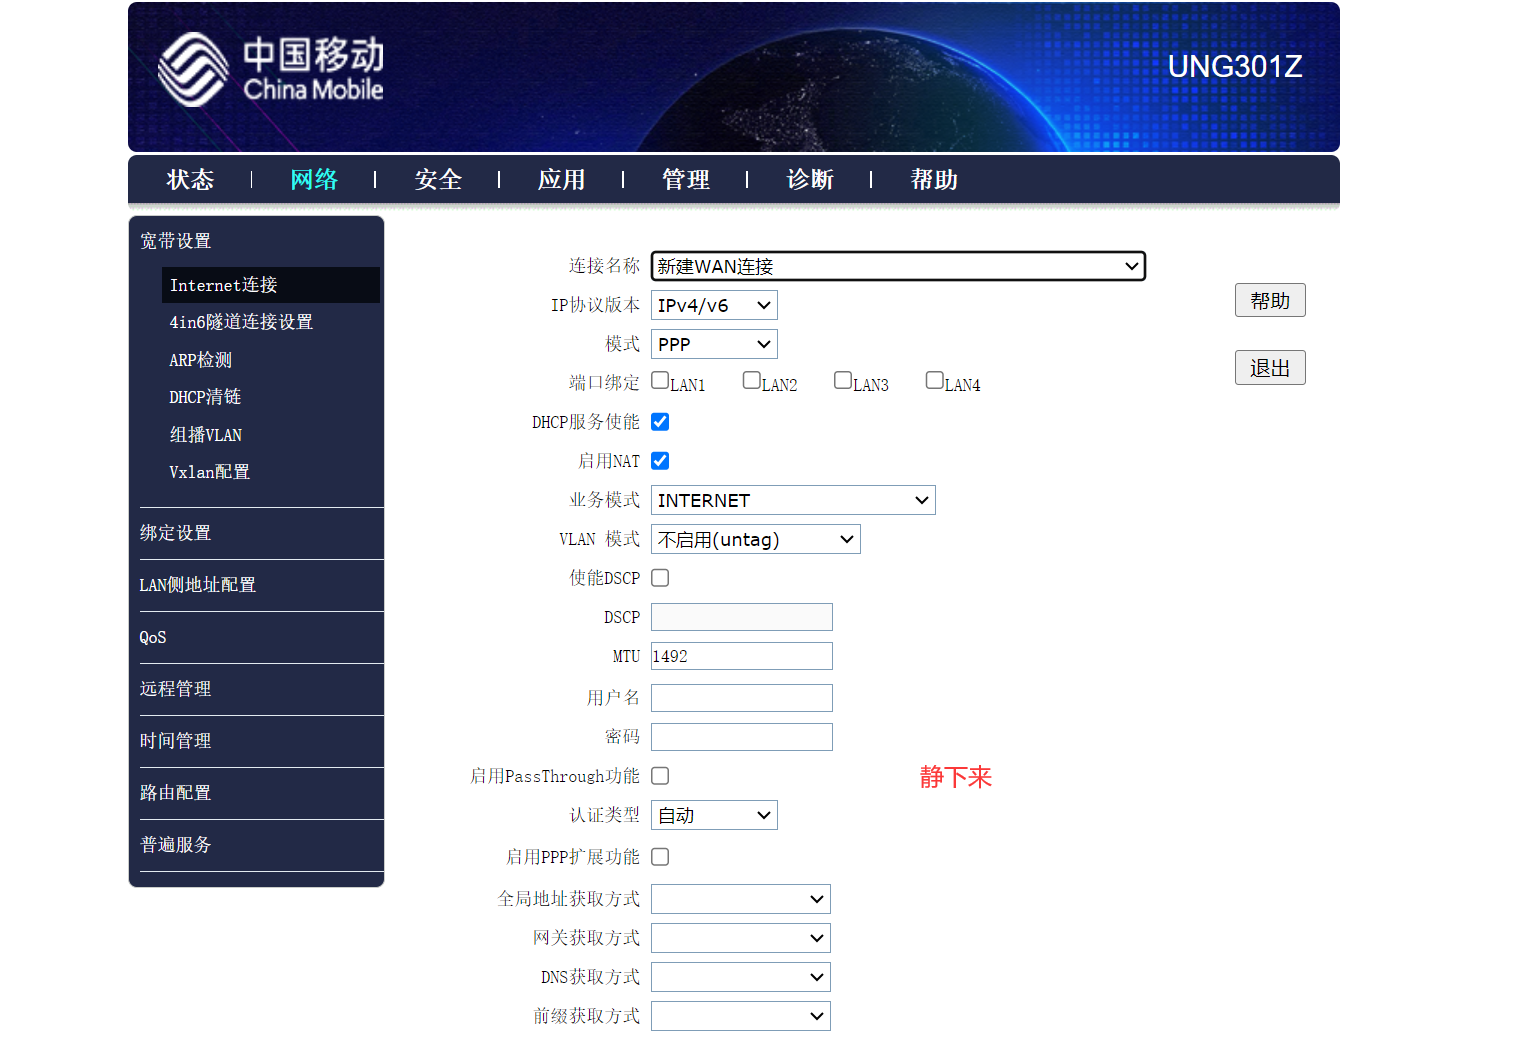 中国移动
China Mobile
UNG301Z
状态 | 网络 | 安全 | 应用 | 管理 | 诊断 | 帮助
宽带设置
Internet连接
4in6隧道连接设置
ARP检测
DHCP清链
组播VLAN
Vxlan配置
绑定设置
LAN侧地址配置
QoS
远程管理
时间管理
路由配置
普遍服务
连接名称 新建WAN连接
IP协议版本 IPv4/v6
模式 PPP
端口绑定 LAN1 LAN2 LAN3 LAN4
DHCP服务使能
启用NAT
业务模式 INTERNET
VLAN 模式 不启用(untag)
使能DSCP
DSCP
MTU 1492
用户名
密码
启用PassThrough功能
静下来
认证类型 自动
启用PPP扩展功能
全局地址获取方式
网关获取方式
DNS获取方式
前缀获取方式
帮助
退出